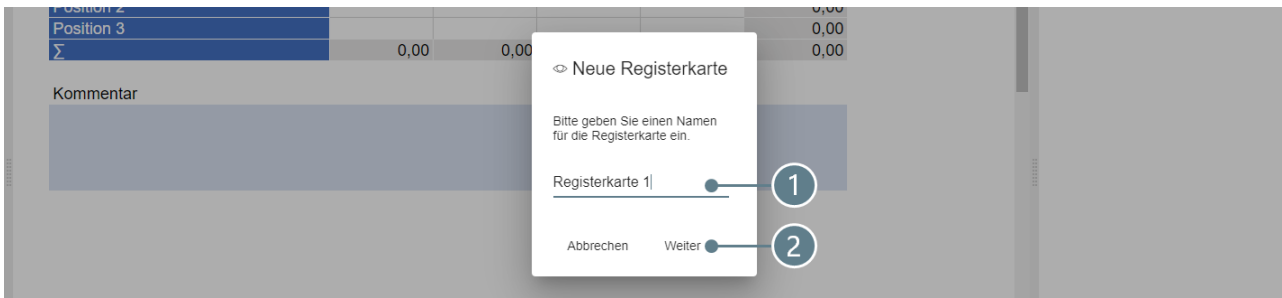 Position 2 0,00
Position 3 0,00
∑ 0,00 0,00 0,00
Neue Registerkarte
Kommentar
Bitte geben Sie einen Namen
für die Registerkarte ein.
Registerkarte 1
1
Abbrechen Weiter
2